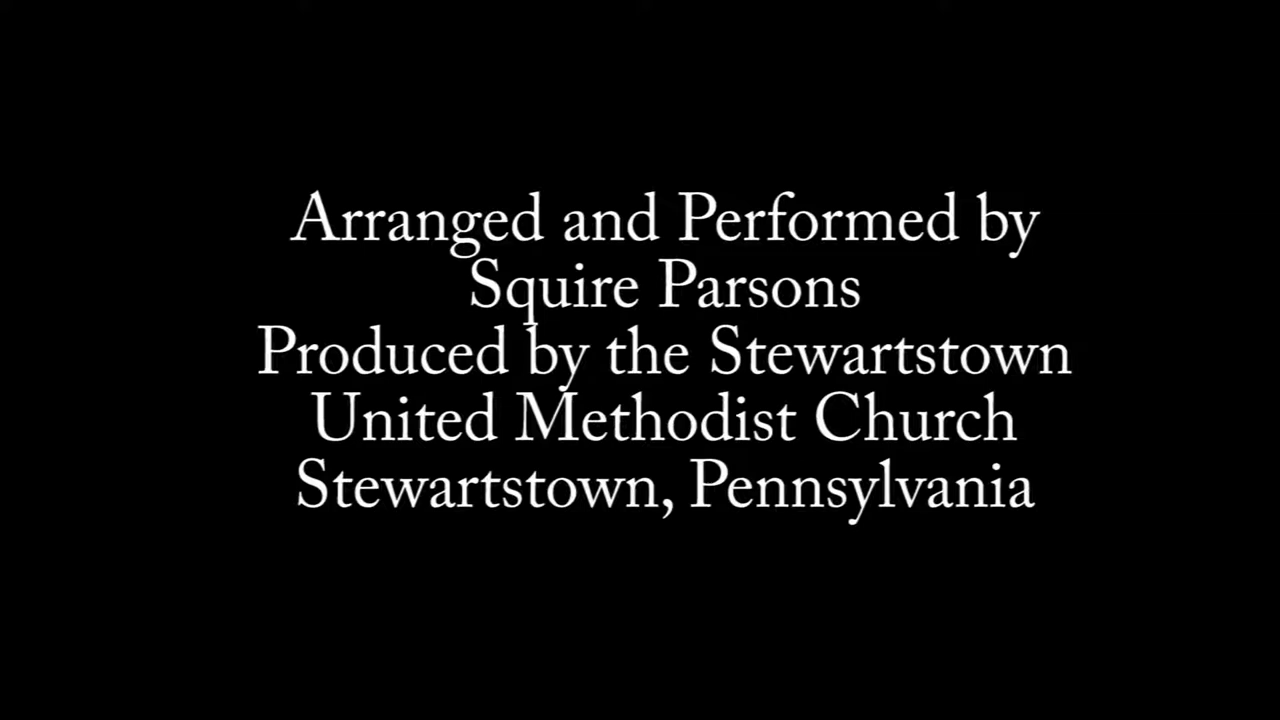 Arranged and Performed by
Squire Parsons
Produced by the Stewartstown
United Methodist Church
Stewartstown, Pennsylvania